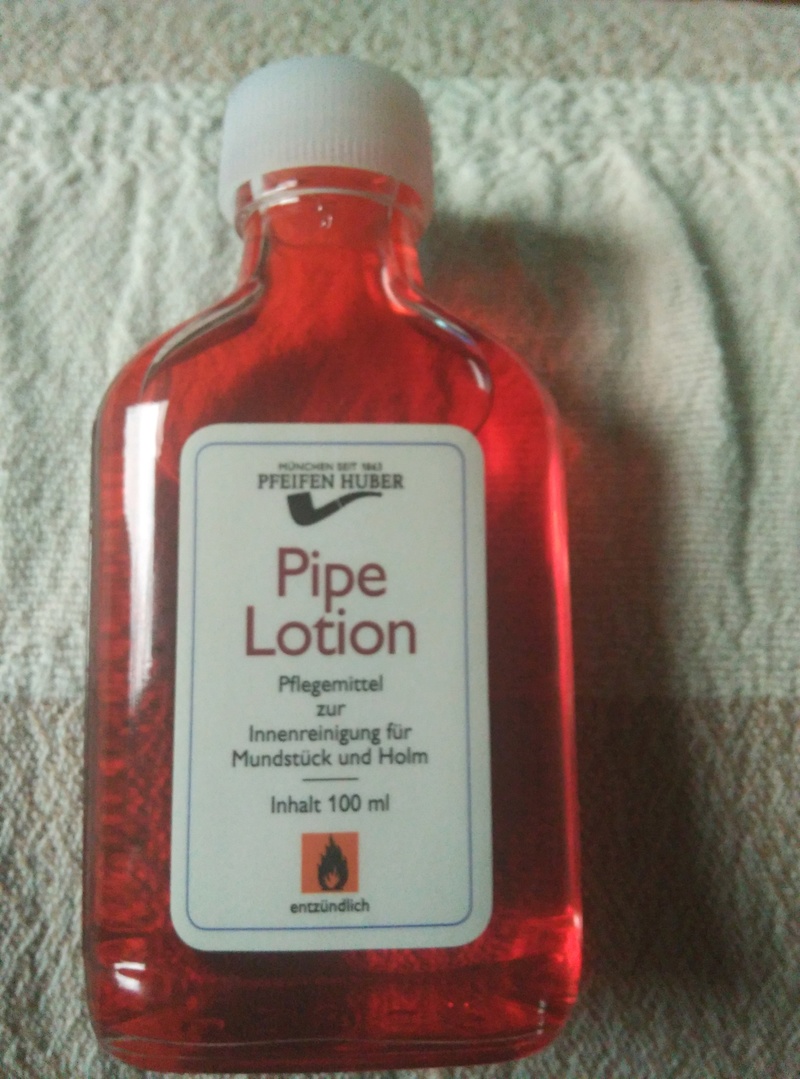 MÜNCHEN SEIT 1863
PFEIFEN HUBER
Pipe
Lotion
Pflegemittel
zur
Innenreinigung für
Mundstück und Holm
Inhalt 100 ml
entzündlich